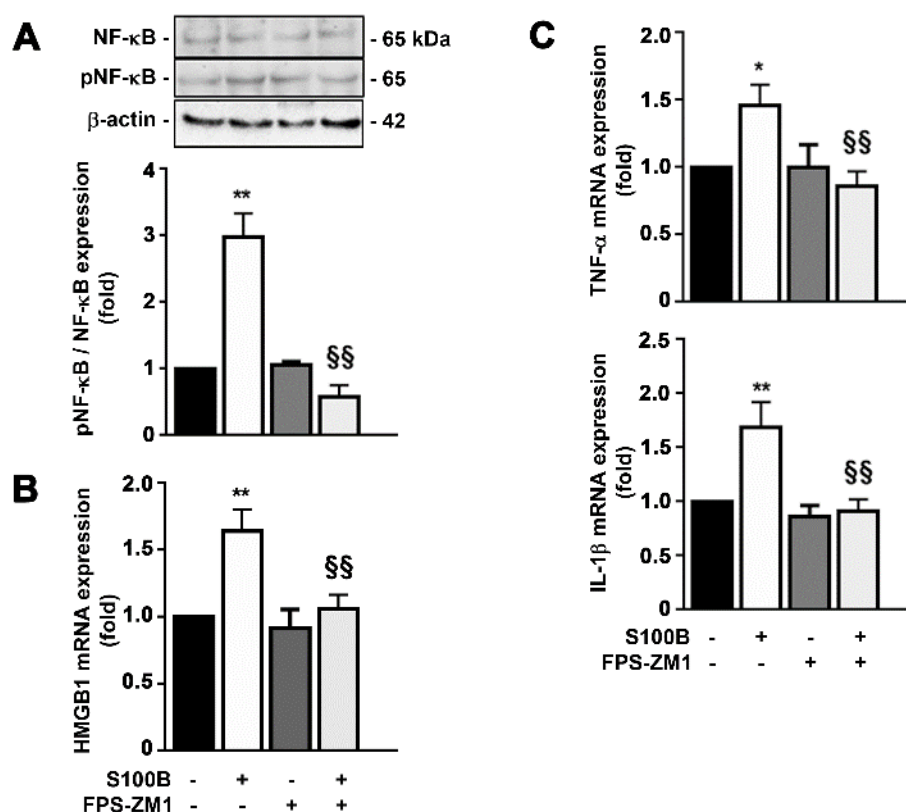 A
NF-κB - 65 kDa
pNF-κB - 65
β-actin - 42
pNF-κB / NF-κB expression
(fold)
4
3
2
1
0
**
§§
B
HMGB1 mRNA expression
(fold)
2.0
1.5
1.0
0.5
0
**
§§
S100B - + - +
FPS-ZM1 - - + +
C
TNF-α mRNA expression
(fold)
2.0
1.5
1.0
0.5
0
*
§§
IL-1β mRNA expression
(fold)
2.5
2.0
1.5
1.0
0.5
0
**
§§
S100B - + - +
FPS-ZM1 - - + +